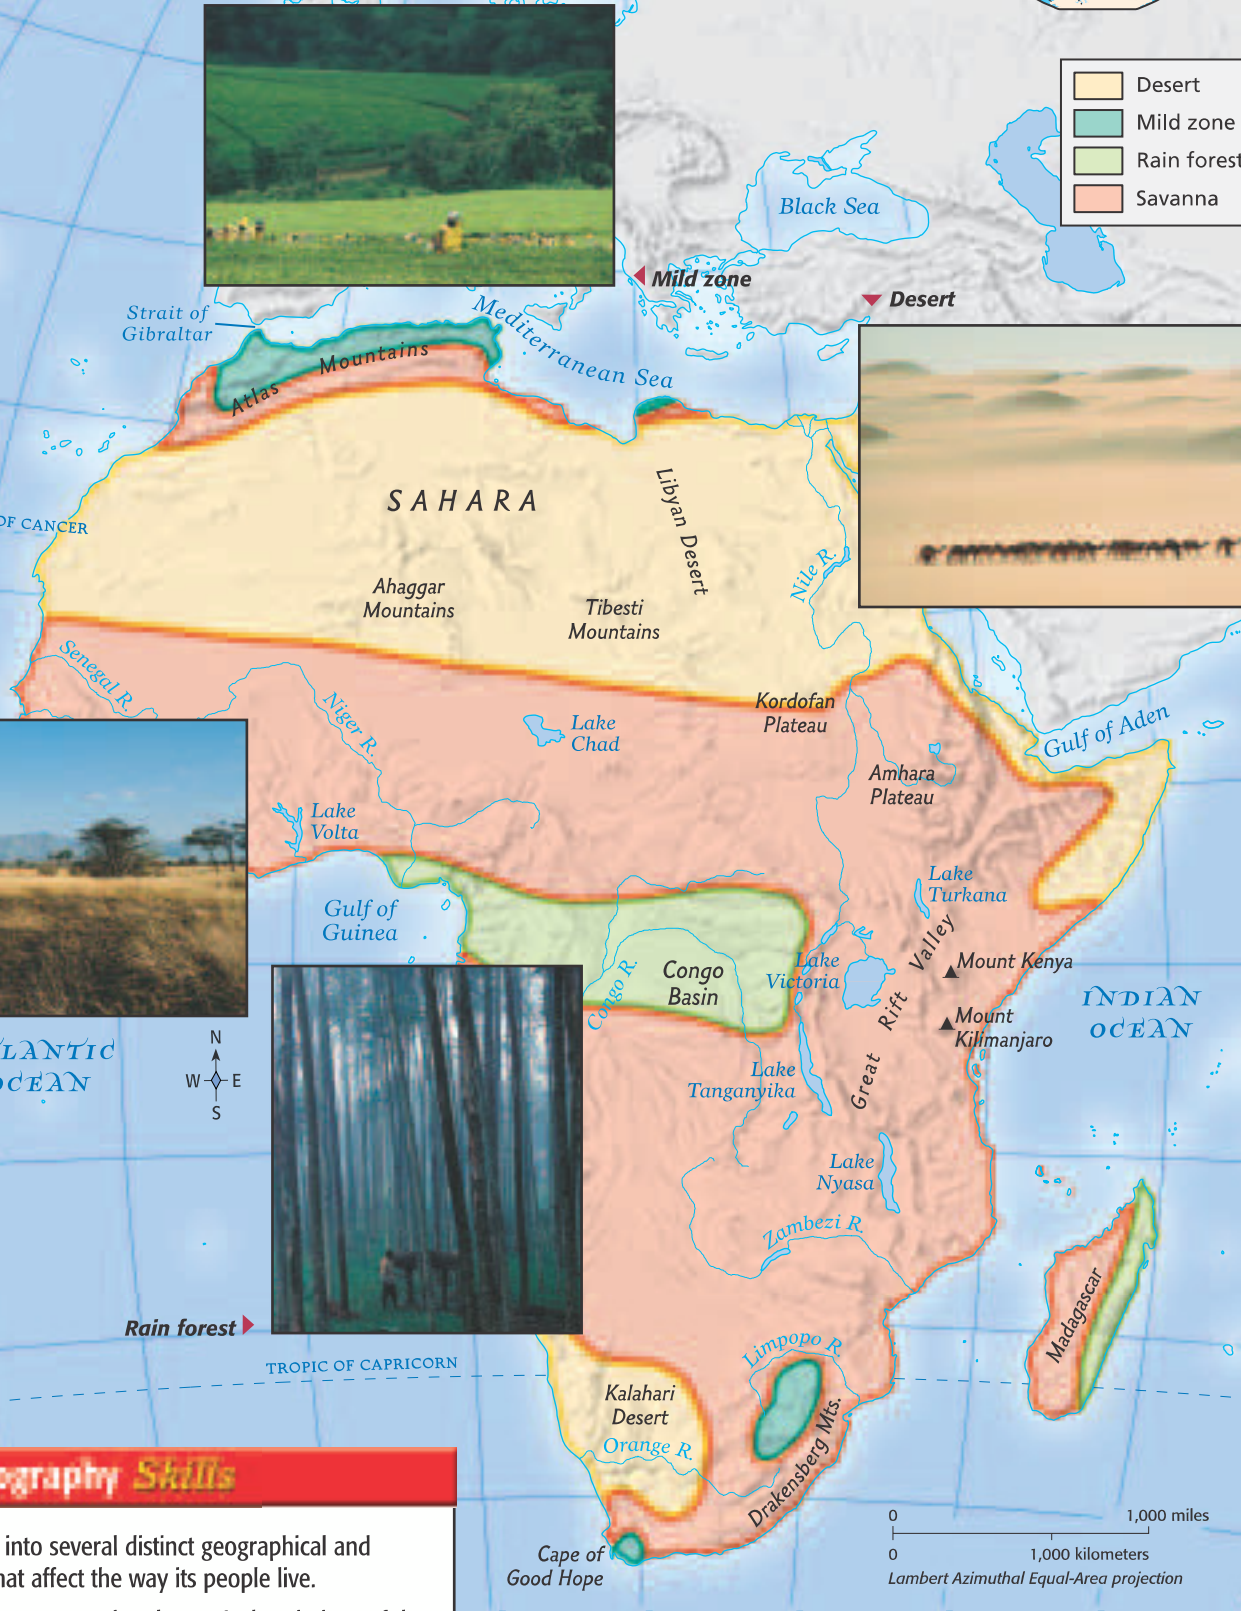 Desert
Mild zone
Rain forest
Savanna
Black Sea
Mild zone
Desert
Strait of
Gibraltar
Mediterranean Sea
Atlas Mountains
SAHARA
Libyan Desert
OF CANCER
Nile R.
Ahaggar
Mountains
Tibesti
Mountains
Senegal R.
Niger R.
Kordofan
Plateau
Lake
Chad
Gulf of Aden
Amhara
Plateau
Lake
Volta
Lake
Turkana
Gulf of
Guinea
Great Rift Valley
Mount Kenya
Lake
Victoria
Congo
Basin
Congo R.
INDIAN
OCEAN
Mount
Kilimanjaro
LANTIC
OCEAN
N
W E
S
Lake
Tanganyika
Lake
Nyasa
Zambezi R.
Madagascar
Rain forest
TROPIC OF CAPRICORN
Limpopo R.
Kalahari
Desert
Orange R.
Drakensberg Mts.
ography Skills
into several distinct geographical and
hat affect the way its people live.
Cape of
Good Hope
0 1,000 miles
0 1,000 kilometers
Lambert Azimuthal Equal-Area projection